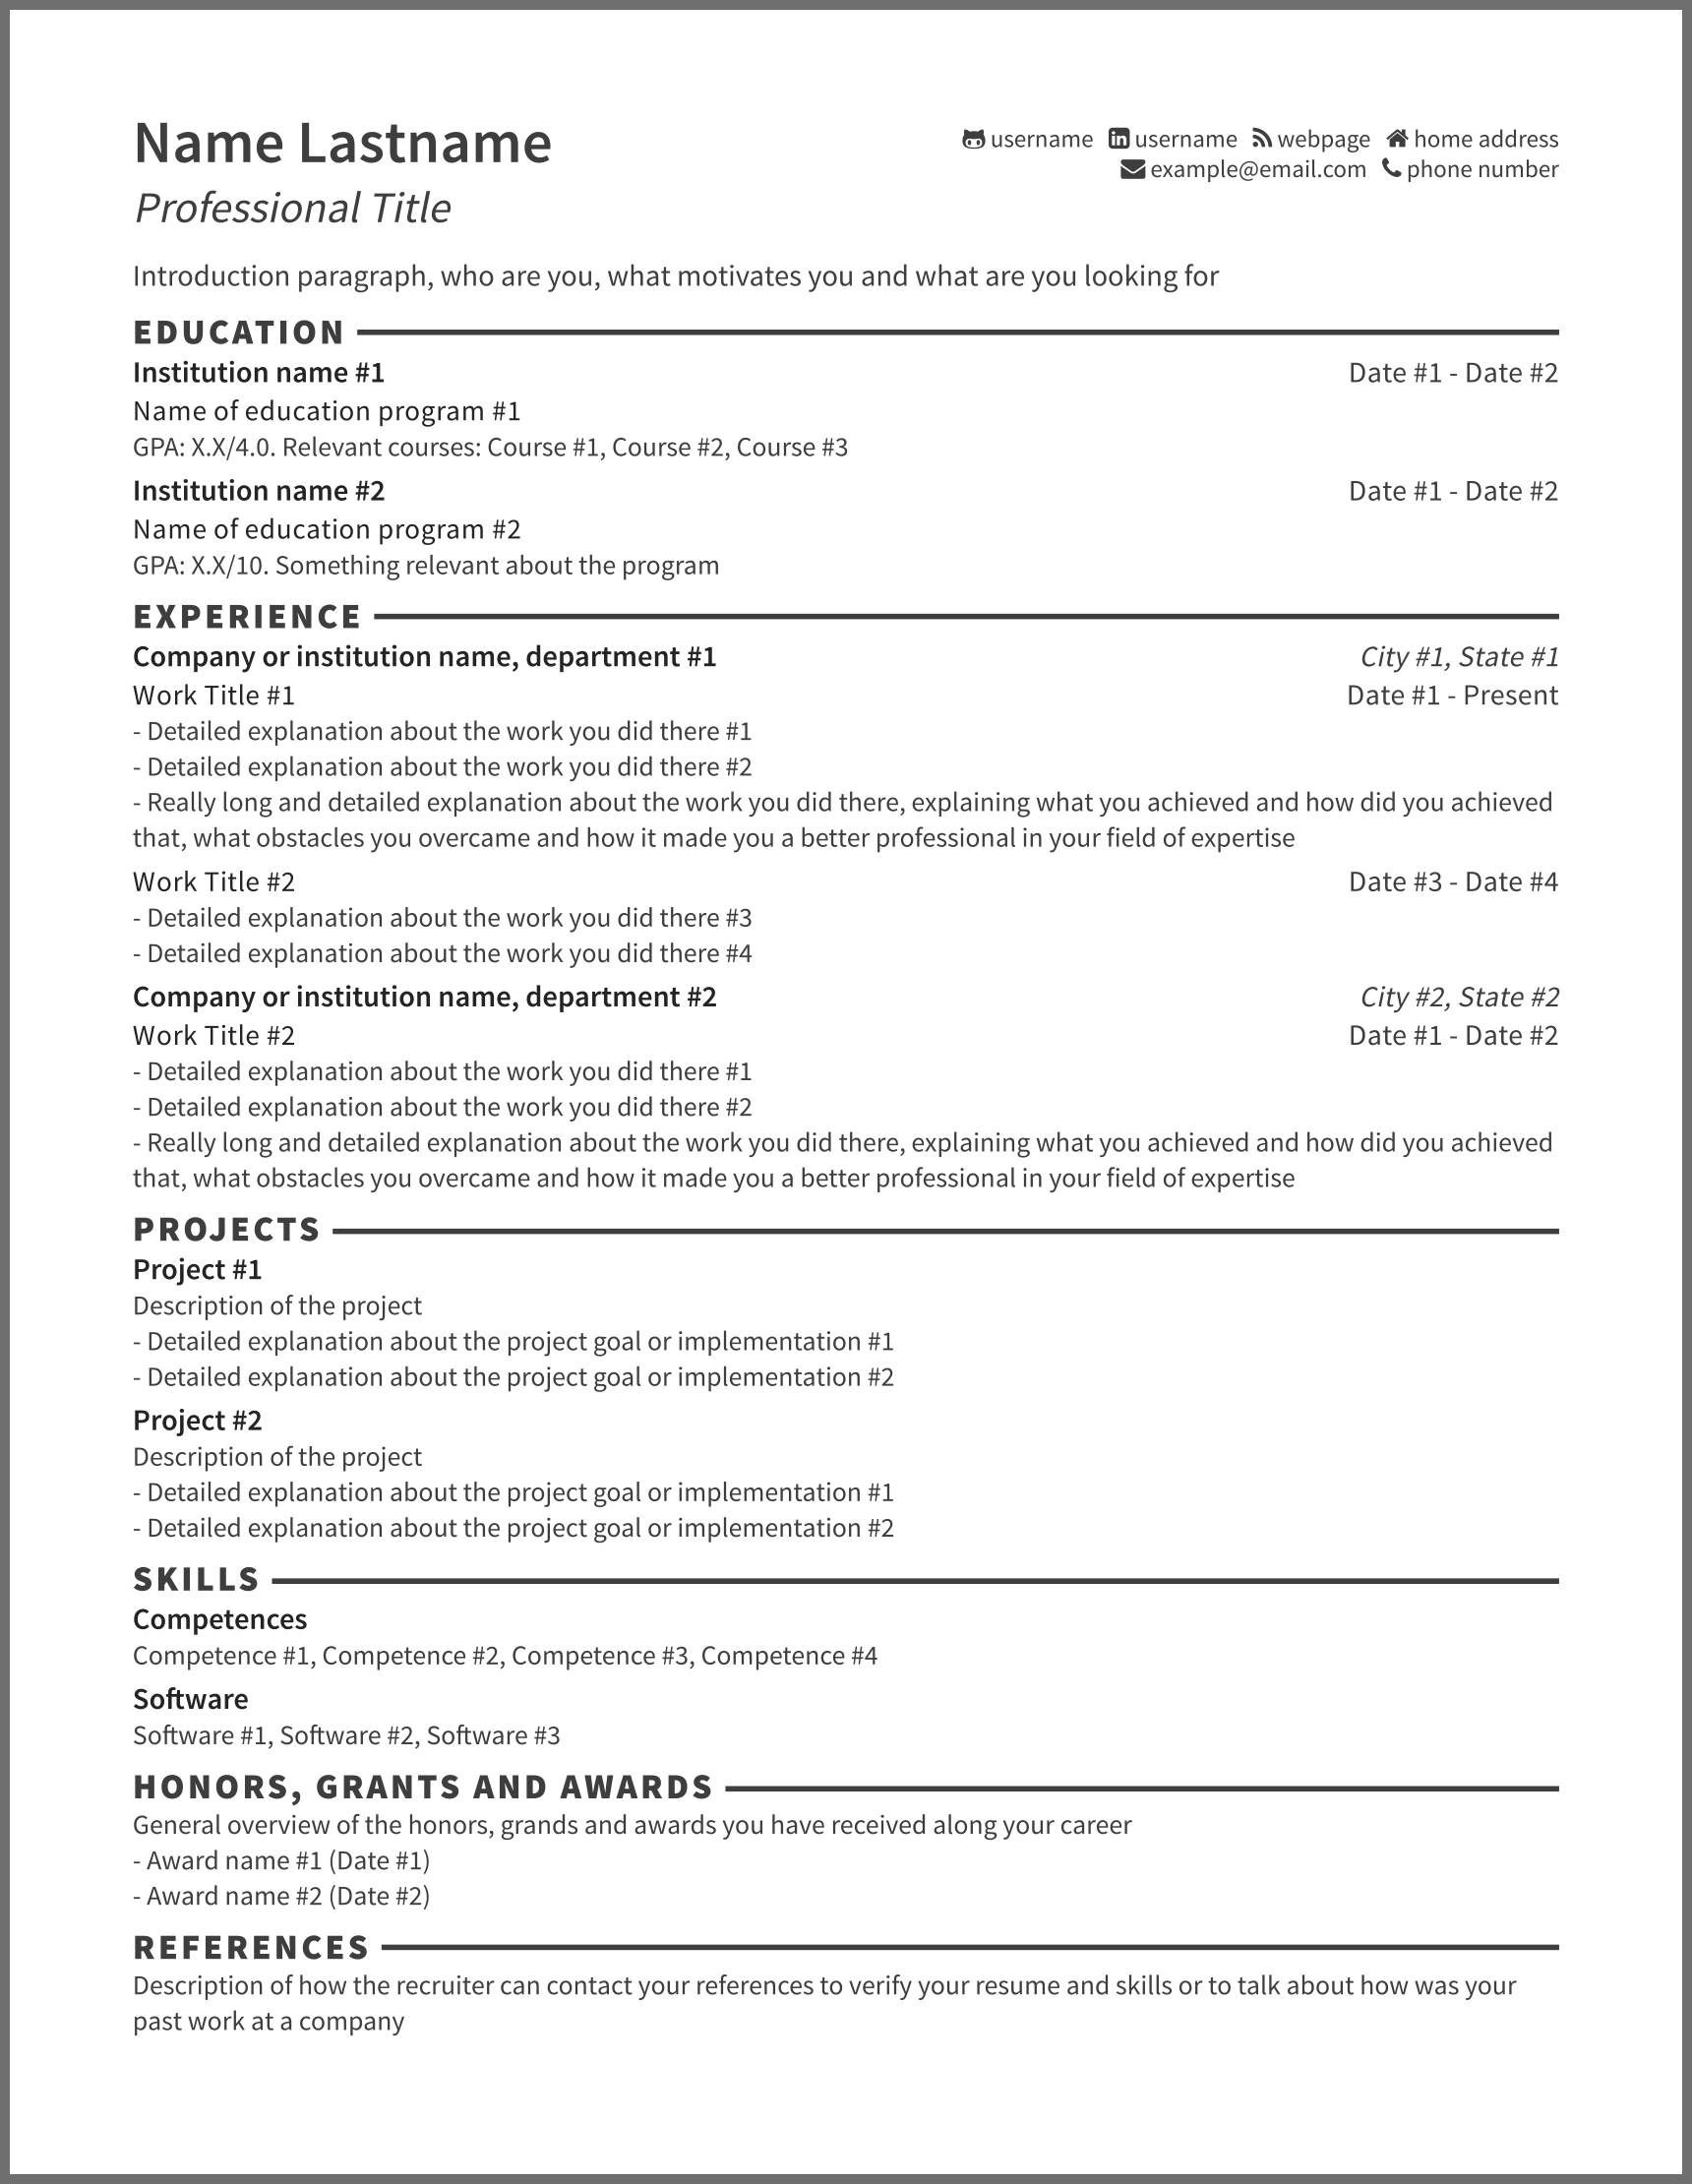 Name Lastname
username username webpage home address
example@email.com phone number
Professional Title
Introduction paragraph, who are you, what motivates you and what are you looking for
EDUCATION
Institution name #1 Date #1 - Date #2
Name of education program #1
GPA: X.X/4.0. Relevant courses: Course #1, Course #2, Course #3
Institution name #2 Date #1 - Date #2
Name of education program #2
GPA: X.X/10. Something relevant about the program
EXPERIENCE
Company or institution name, department #1 City #1, State #1
Work Title #1 Date #1 - Present
- Detailed explanation about the work you did there #1
- Detailed explanation about the work you did there #2
- Really long and detailed explanation about the work you did there, explaining what you achieved and how did you achieved
that, what obstacles you overcame and how it made you a better professional in your field of expertise
Work Title #2 Date #3 - Date #4
- Detailed explanation about the work you did there #3
- Detailed explanation about the work you did there #4
Company or institution name, department #2 City #2, State #2
Work Title #2 Date #1 - Date #2
- Detailed explanation about the work you did there #1
- Detailed explanation about the work you did there #2
- Really long and detailed explanation about the work you did there, explaining what you achieved and how did you achieved
that, what obstacles you overcame and how it made you a better professional in your field of expertise
PROJECTS
Project #1
Description of the project
- Detailed explanation about the project goal or implementation #1
- Detailed explanation about the project goal or implementation #2
Project #2
Description of the project
- Detailed explanation about the project goal or implementation #1
- Detailed explanation about the project goal or implementation #2
SKILLS
Competences
Competence #1, Competence #2, Competence #3, Competence #4
Software
Software #1, Software #2, Software #3
HONORS, GRANTS AND AWARDS
General overview of the honors, grands and awards you have received along your career
- Award name #1 (Date #1)
- Award name #2 (Date #2)
REFERENCES
Description of how the recruiter can contact your references to verify your resume and skills or to talk about how was your
past work at a company